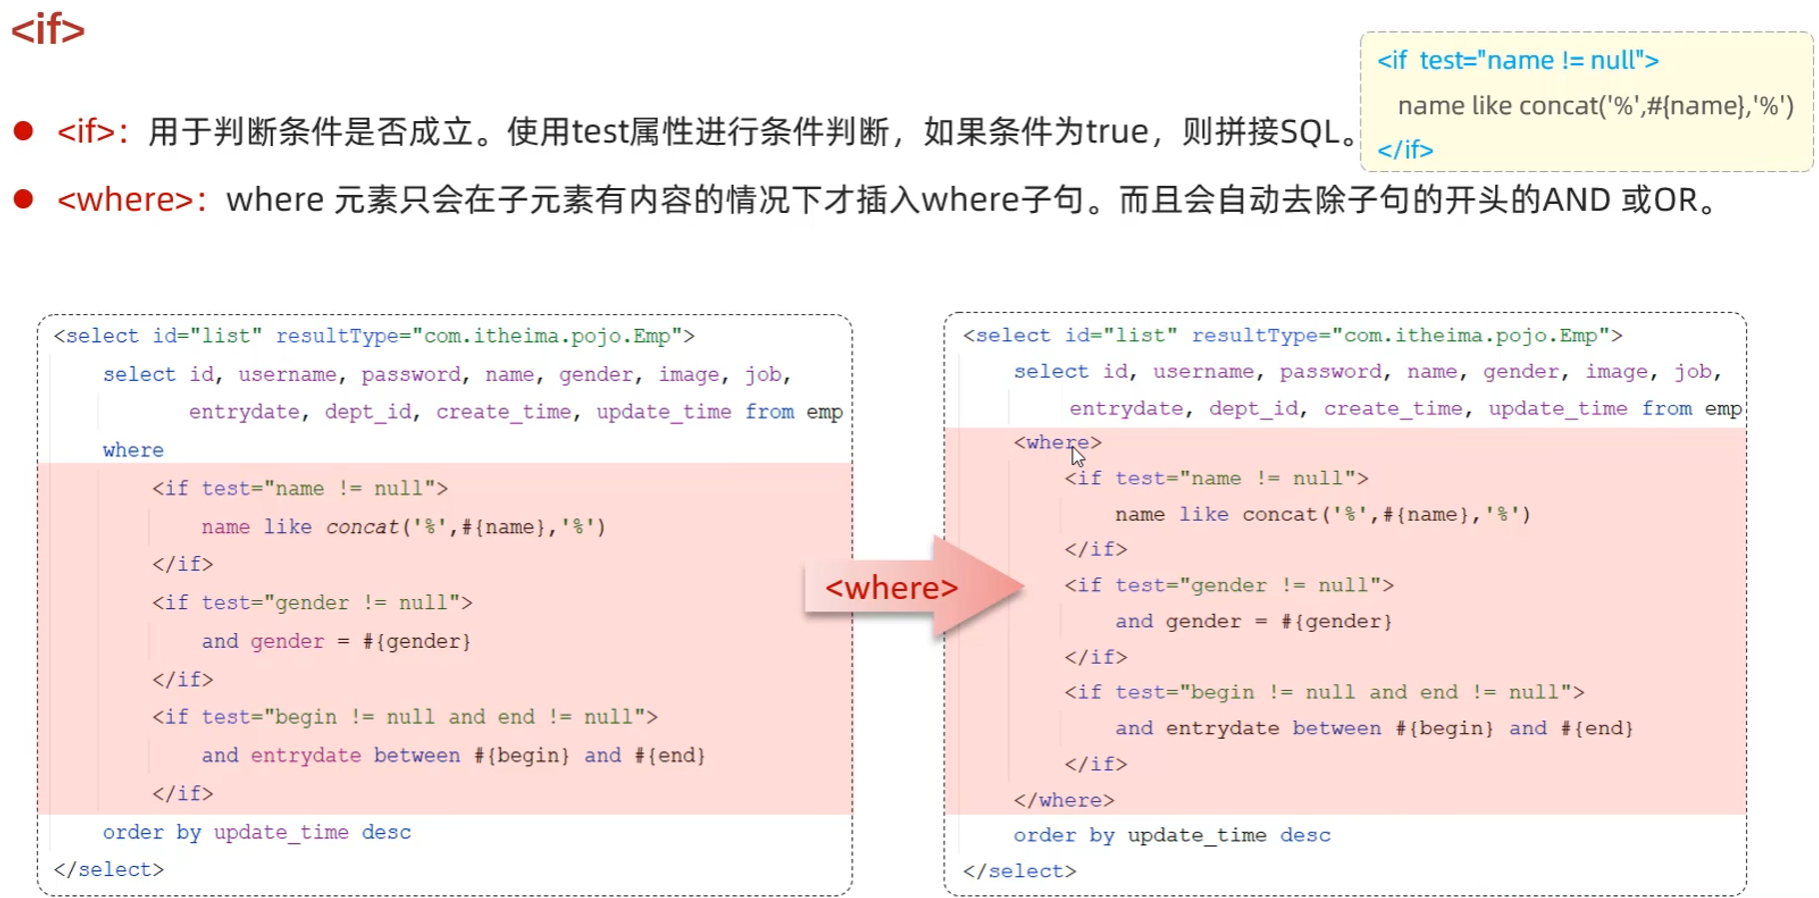 <if>
<if test="name != null">
name like concat('%',#{name},'%')
</if>
<if>：用于判断条件是否成立。使用test属性进行条件判断，如果条件为true，则拼接SQL。
<where>：where 元素只会在子元素有内容的情况下才插入where子句。而且会自动去除子句的开头的AND 或OR。
<select id="list" resultType="com.itheima.pojo.Emp">
select id, username, password, name, gender, image, job,
entrydate, dept_id, create_time, update_time from emp
where
<if test="name != null">
name like concat('%',#{name},'%')
</if>
<if test="gender != null">
and gender = #{gender}
</if>
<if test="begin != null and end != null">
and entrydate between #{begin} and #{end}
</if>
order by update_time desc
</select>
<where>
<select id="list" resultType="com.itheima.pojo.Emp">
select id, username, password, name, gender, image, job,
entrydate, dept_id, create_time, update_time from emp
<where>
<if test="name != null">
name like concat('%',#{name},'%')
</if>
<if test="gender != null">
and gender = #{gender}
</if>
<if test="begin != null and end != null">
and entrydate between #{begin} and #{end}
</if>
</where>
order by update_time desc
</select>